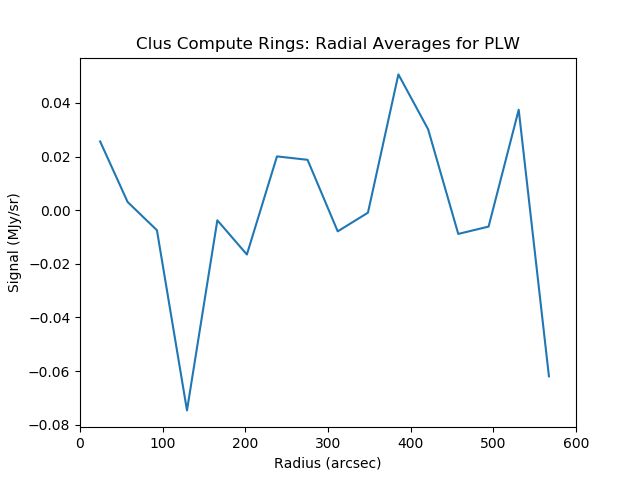 Clus Compute Rings: Radial Averages for PLW
0.04
0.02
0.00
−0.02
−0.04
−0.06
−0.08
Signal (MJy/sr)
0 100 200 300 400 500 600
Radius (arcsec)